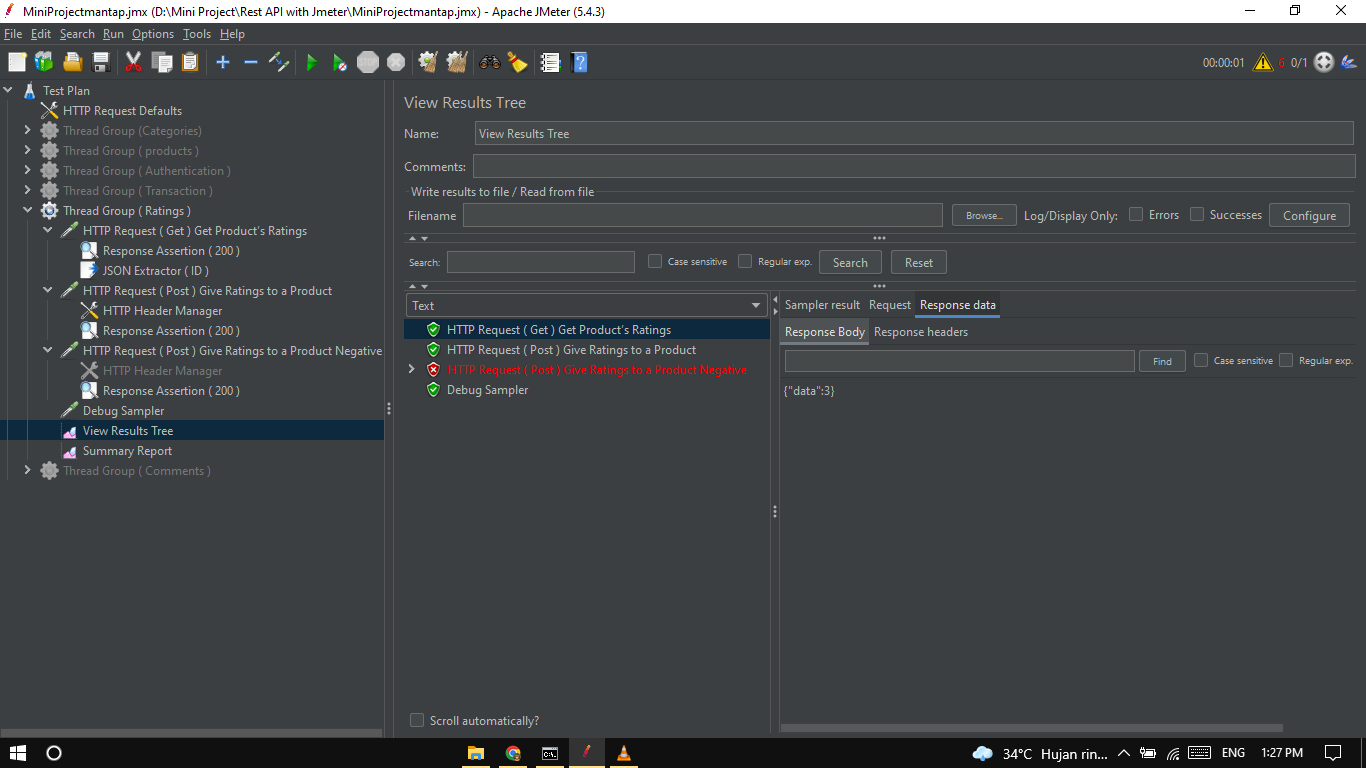 MiniProjectmantap.jmx (D:\Mini Project\Rest API with Jmeter\MiniProjectmantap.jmx) - Apache JMeter (5.4.3)
File Edit Search Run Options Tools Help
STOP 00:00:01 6 0/1
Test Plan
HTTP Request Defaults
Thread Group (Categories)
Thread Group ( products )
Thread Group ( Authentication )
Thread Group ( Transaction )
Thread Group ( Ratings )
HTTP Request ( Get ) Get Product's Ratings
Response Assertion ( 200 )
JSON Extractor ( ID )
HTTP Request ( Post ) Give Ratings to a Product
HTTP Header Manager
Response Assertion ( 200 )
HTTP Request ( Post ) Give Ratings to a Product Negative
HTTP Header Manager
Response Assertion ( 200 )
Debug Sampler
View Results Tree
Summary Report
Thread Group ( Comments )
View Results Tree
Name: View Results Tree
Comments:
Write results to file / Read from file
Filename Browse... Log/Display Only: Errors Successes Configure
Search: Case sensitive Regular exp. Search Reset
Text
HTTP Request ( Get ) Get Product's Ratings
HTTP Request ( Post ) Give Ratings to a Product
HTTP Request ( Post ) Give Ratings to a Product Negative
Debug Sampler
Scroll automatically?
Sampler result Request Response data
Response Body Response headers
Find Case sensitive Regular exp.
{"data":3}
34°C Hujan rin... ENG 1:27 PM